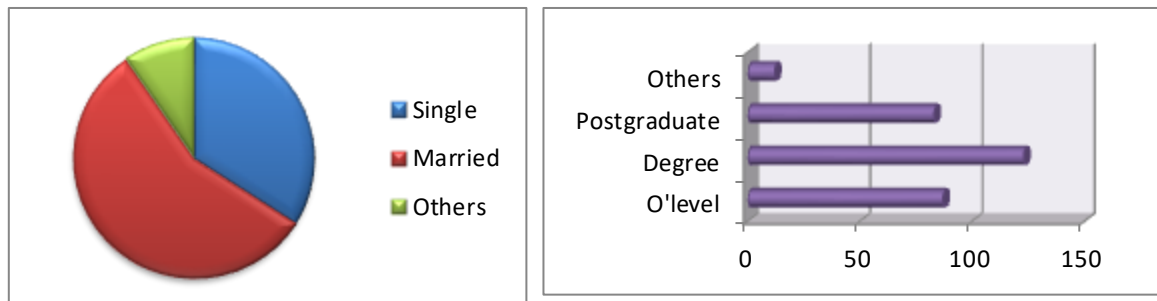 Single
Married
Others
Others
Postgraduate
Degree
O'level
0 50 100 150